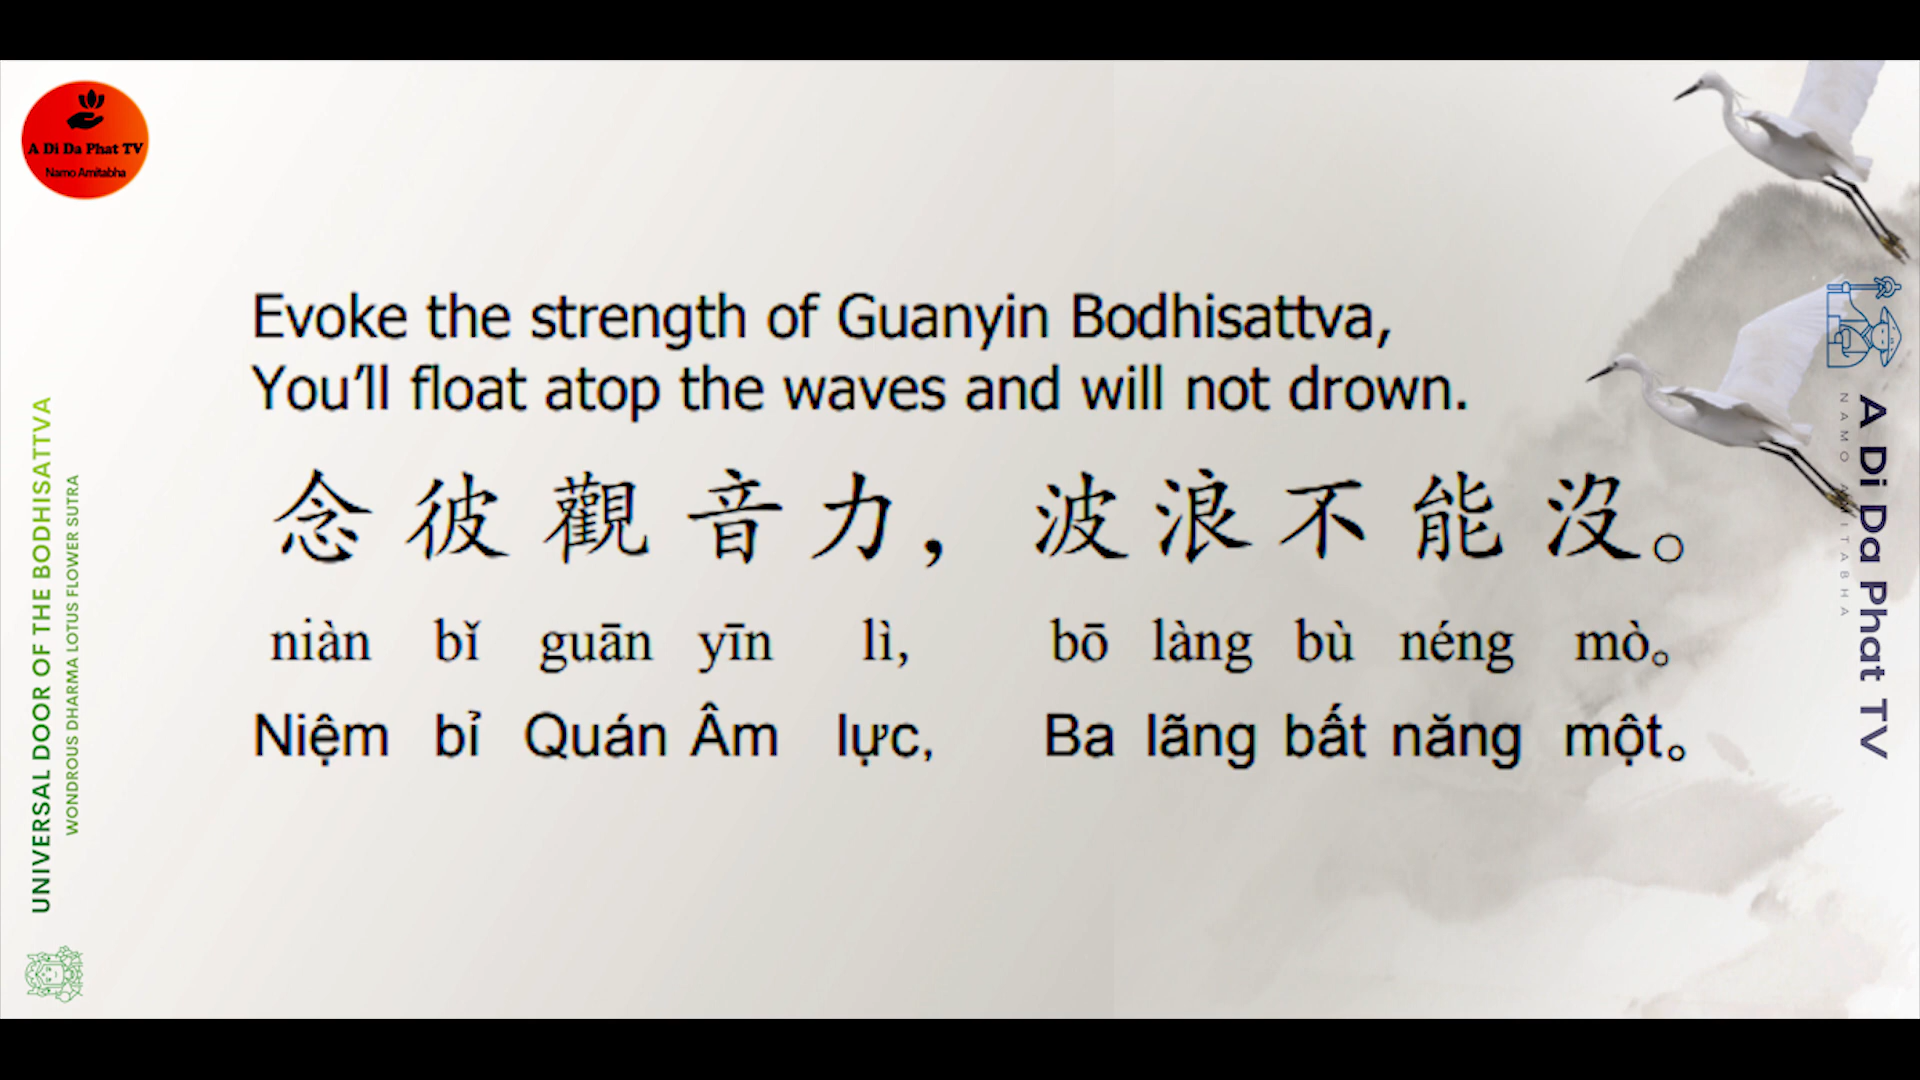 A Di Da Phat TV
Namo Amitabha
UNIVERSAL DOOR OF THE BODHISATTVA
WONDROUS DHARMA LOTUS FLOWER SUTRA
Evoke the strength of Guanyin Bodhisattva,
You’ll float atop the waves and will not drown.
念彼觀音力，波浪不能沒。
niàn bǐ guān yīn lì, bō làng bù néng mò。
Niệm bỉ Quán Âm lực, Ba lãng bất năng một。
A Di Da Phat TV
NAMO AMITABHA